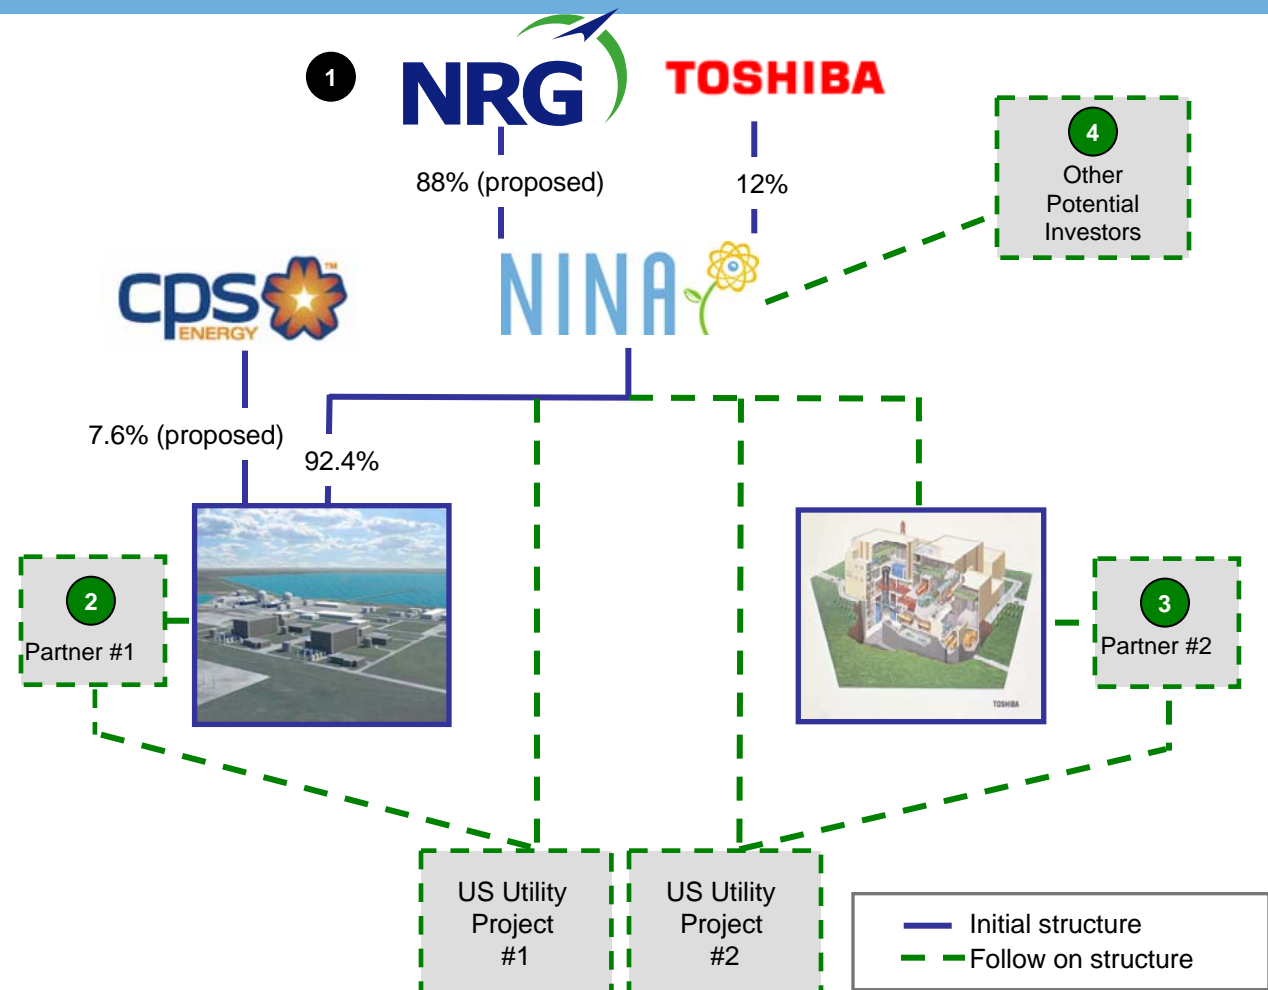 1
NRG
TOSHIBA
4
Other
Potential
Investors
88% (proposed)
12%
cps
™
ENERGY
NINA
7.6% (proposed)
92.4%
2
Partner #1
TOSHIBA
3
Partner #2
US Utility
Project
#1
US Utility
Project
#2
Initial structure
Follow on structure